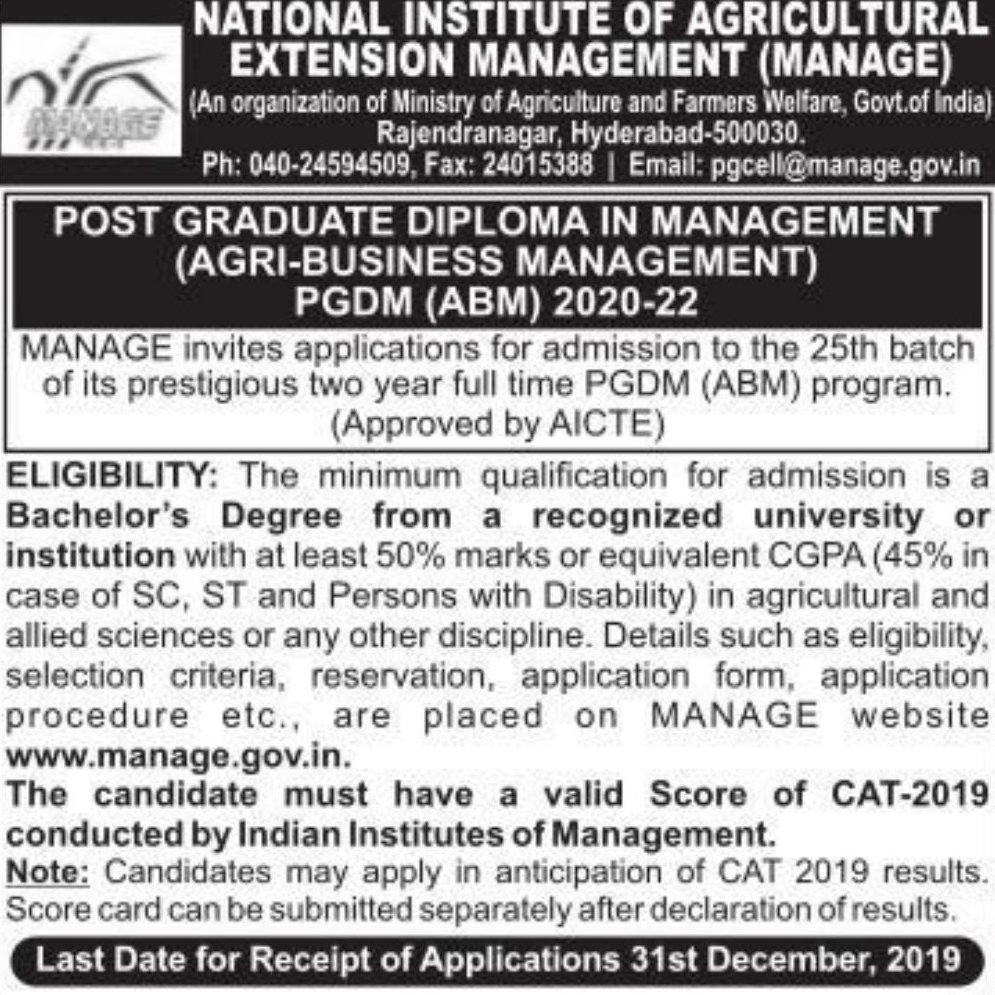 NATIONAL INSTITUTE OF AGRICULTURAL
EXTENSION MANAGEMENT (MANAGE)
MANAGE
(An organization of Ministry of Agriculture and Farmers Welfare, Govt.of India)
Rajendranagar, Hyderabad-500030.
Ph: 040-24594509, Fax: 24015388 | Email: pgcell@manage.gov.in
POST GRADUATE DIPLOMA IN MANAGEMENT
(AGRI-BUSINESS MANAGEMENT)
PGDM (ABM) 2020-22
MANAGE invites applications for admission to the 25th batch
of its prestigious two year full time PGDM (ABM) program.
(Approved by AICTE)
ELIGIBILITY: The minimum qualification for admission is a
Bachelor's Degree from a recognized university or
institution with at least 50% marks or equivalent CGPA (45% in
case of SC, ST and Persons with Disability) in agricultural and
allied sciences or any other discipline. Details such as eligibility,
selection criteria, reservation, application form, application
procedure etc., are placed on MANAGE website
www.manage.gov.in.
The candidate must have a valid Score of CAT-2019
conducted by Indian Institutes of Management.
Note: Candidates may apply in anticipation of CAT 2019 results.
Score card can be submitted separately after declaration of results.
Last Date for Receipt of Applications 31st December, 2019